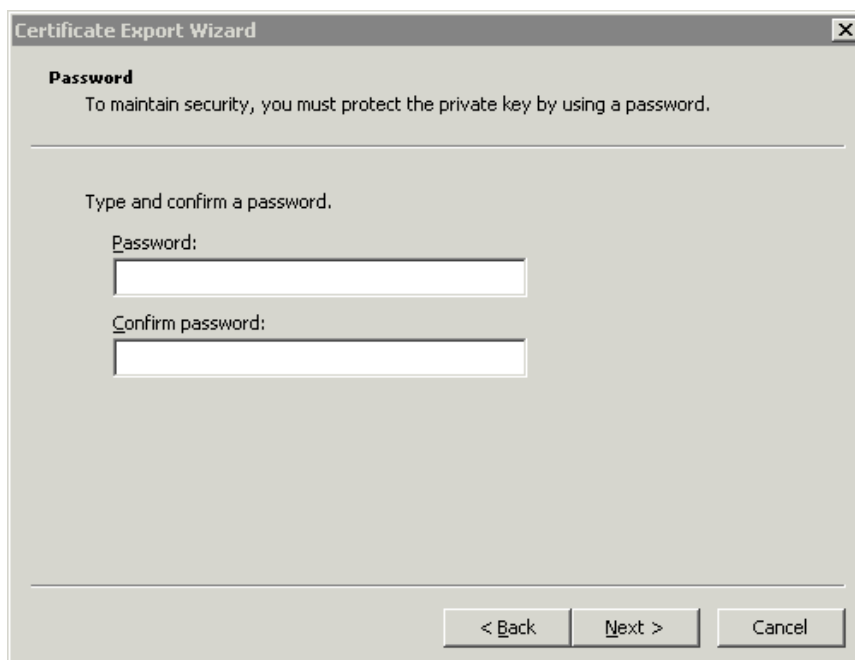 Certificate Export Wizard
Password
To maintain security, you must protect the private key by using a password.
Type and confirm a password.
Password:
Confirm password:
< Back
Next >
Cancel